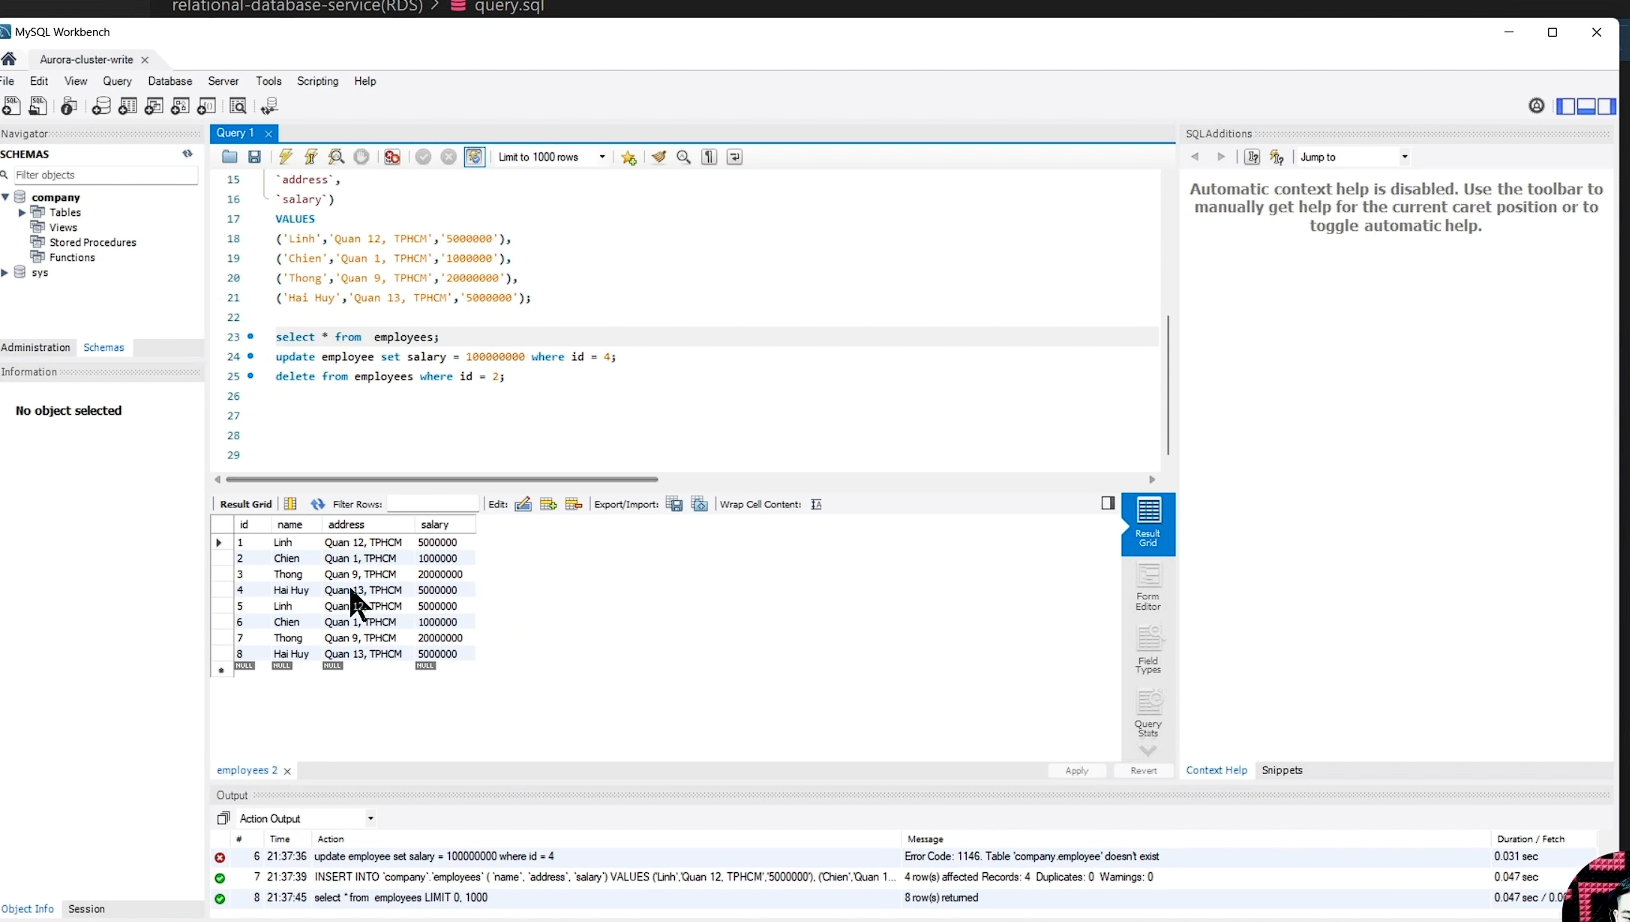 relational-database-service(RDS) > query.sql
MySQL Workbench
Aurora-cluster-write
File Edit View Query Database Server Tools Scripting Help
Navigator
SCHEMAS
Filter objects
company
Tables
Views
Stored Procedures
Functions
sys
Administration Schemas
Information
No object selected
Object Info Session
Query 1
Limit to 1000 rows
15 `address`,
16 `salary`)
17 VALUES
18 ('Linh','Quan 12, TPHCM','5000000'),
19 ('Chien','Quan 1, TPHCM','1000000'),
20 ('Thong','Quan 9, TPHCM','20000000'),
21 ('Hai Huy','Quan 13, TPHCM','5000000');
22
23 select * from  employees;
24 update employee set salary = 100000000 where id = 4;
25 delete from employees where id = 2;
26
27
28
29
Result Grid Filter Rows: Edit: Export/Import: Wrap Cell Content:
id name address salary
1 Linh Quan 12, TPHCM 5000000
2 Chien Quan 1, TPHCM 1000000
3 Thong Quan 9, TPHCM 20000000
4 Hai Huy Quan 13, TPHCM 5000000
5 Linh Quan 12, TPHCM 5000000
6 Chien Quan 1, TPHCM 1000000
7 Thong Quan 9, TPHCM 20000000
8 Hai Huy Quan 13, TPHCM 5000000
NULL NULL NULL NULL
Result
Grid
Form
Editor
Field
Types
Query
Stats
employees 2
Apply Revert
SQLAdditions
Jump to
Automatic context help is disabled. Use the toolbar to
manually get help for the current caret position or to
toggle automatic help.
Context Help Snippets
Output
Action Output
# Time Action Message Duration / Fetch
6 21:37:36 update employee set salary = 100000000 where id = 4 Error Code: 1146. Table 'company.employee' doesn't exist 0.031 sec
7 21:37:39 INSERT INTO `company`.`employees` ( `name`, `address`, `salary`) VALUES ('Linh','Quan 12, TPHCM','5000000'), ('Chien','Quan 1... 4 row(s) affected Records: 4 Duplicates: 0 Warnings: 0 0.047 sec
8 21:37:45 select * from employees LIMIT 0, 1000 8 row(s) returned 0.047 sec /